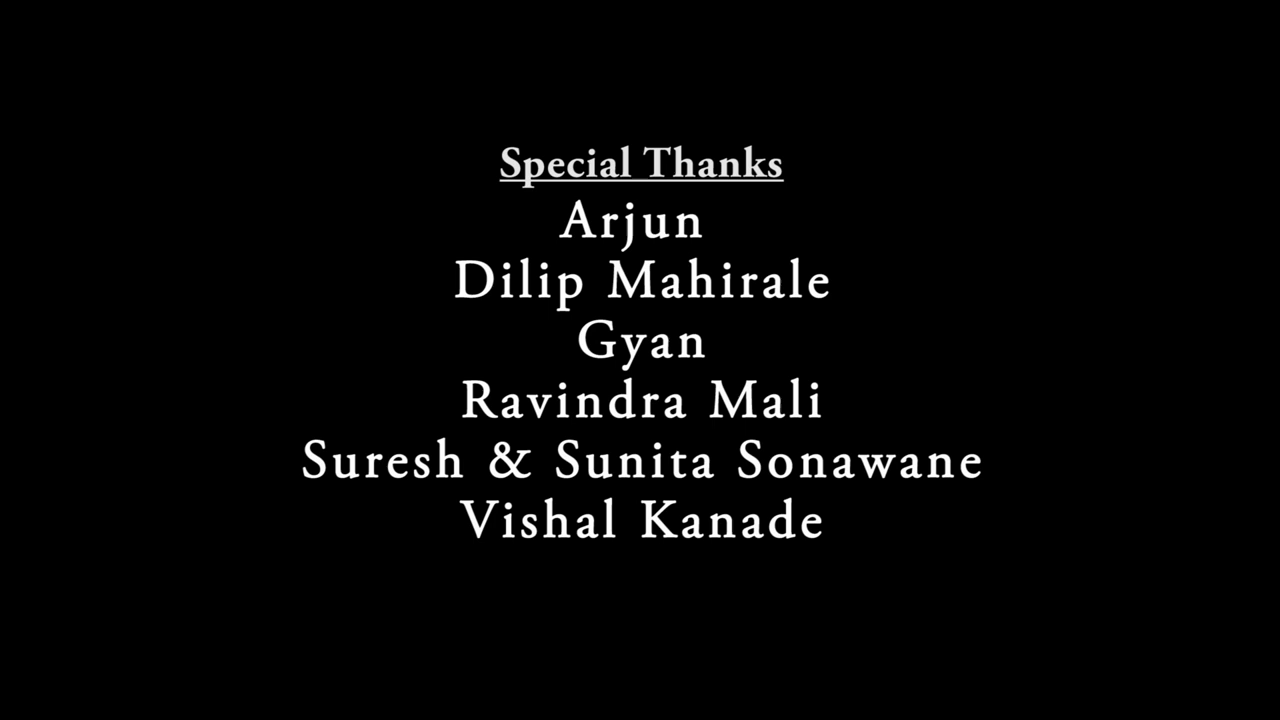 Special Thanks
Arjun
Dilip Mahirale
Gyan
Ravindra Mali
Suresh & Sunita Sonawane
Vishal Kanade